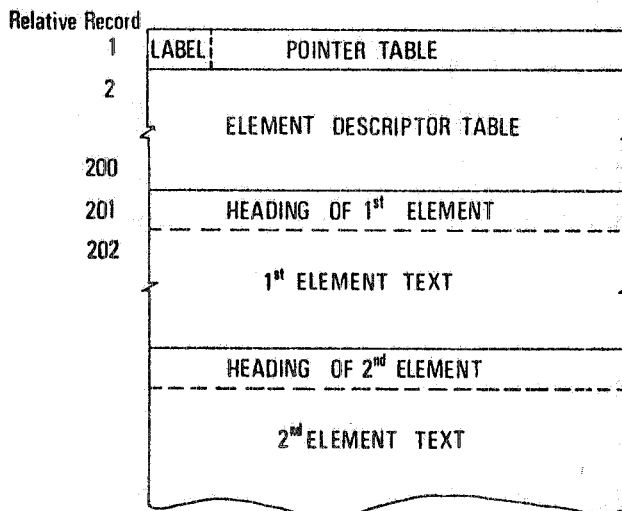 Relative Record
1 LABEL POINTER TABLE
2
ELEMENT DESCRIPTOR TABLE
200
201 HEADING OF 1st ELEMENT
202
1st ELEMENT TEXT
HEADING OF 2nd ELEMENT
2nd ELEMENT TEXT